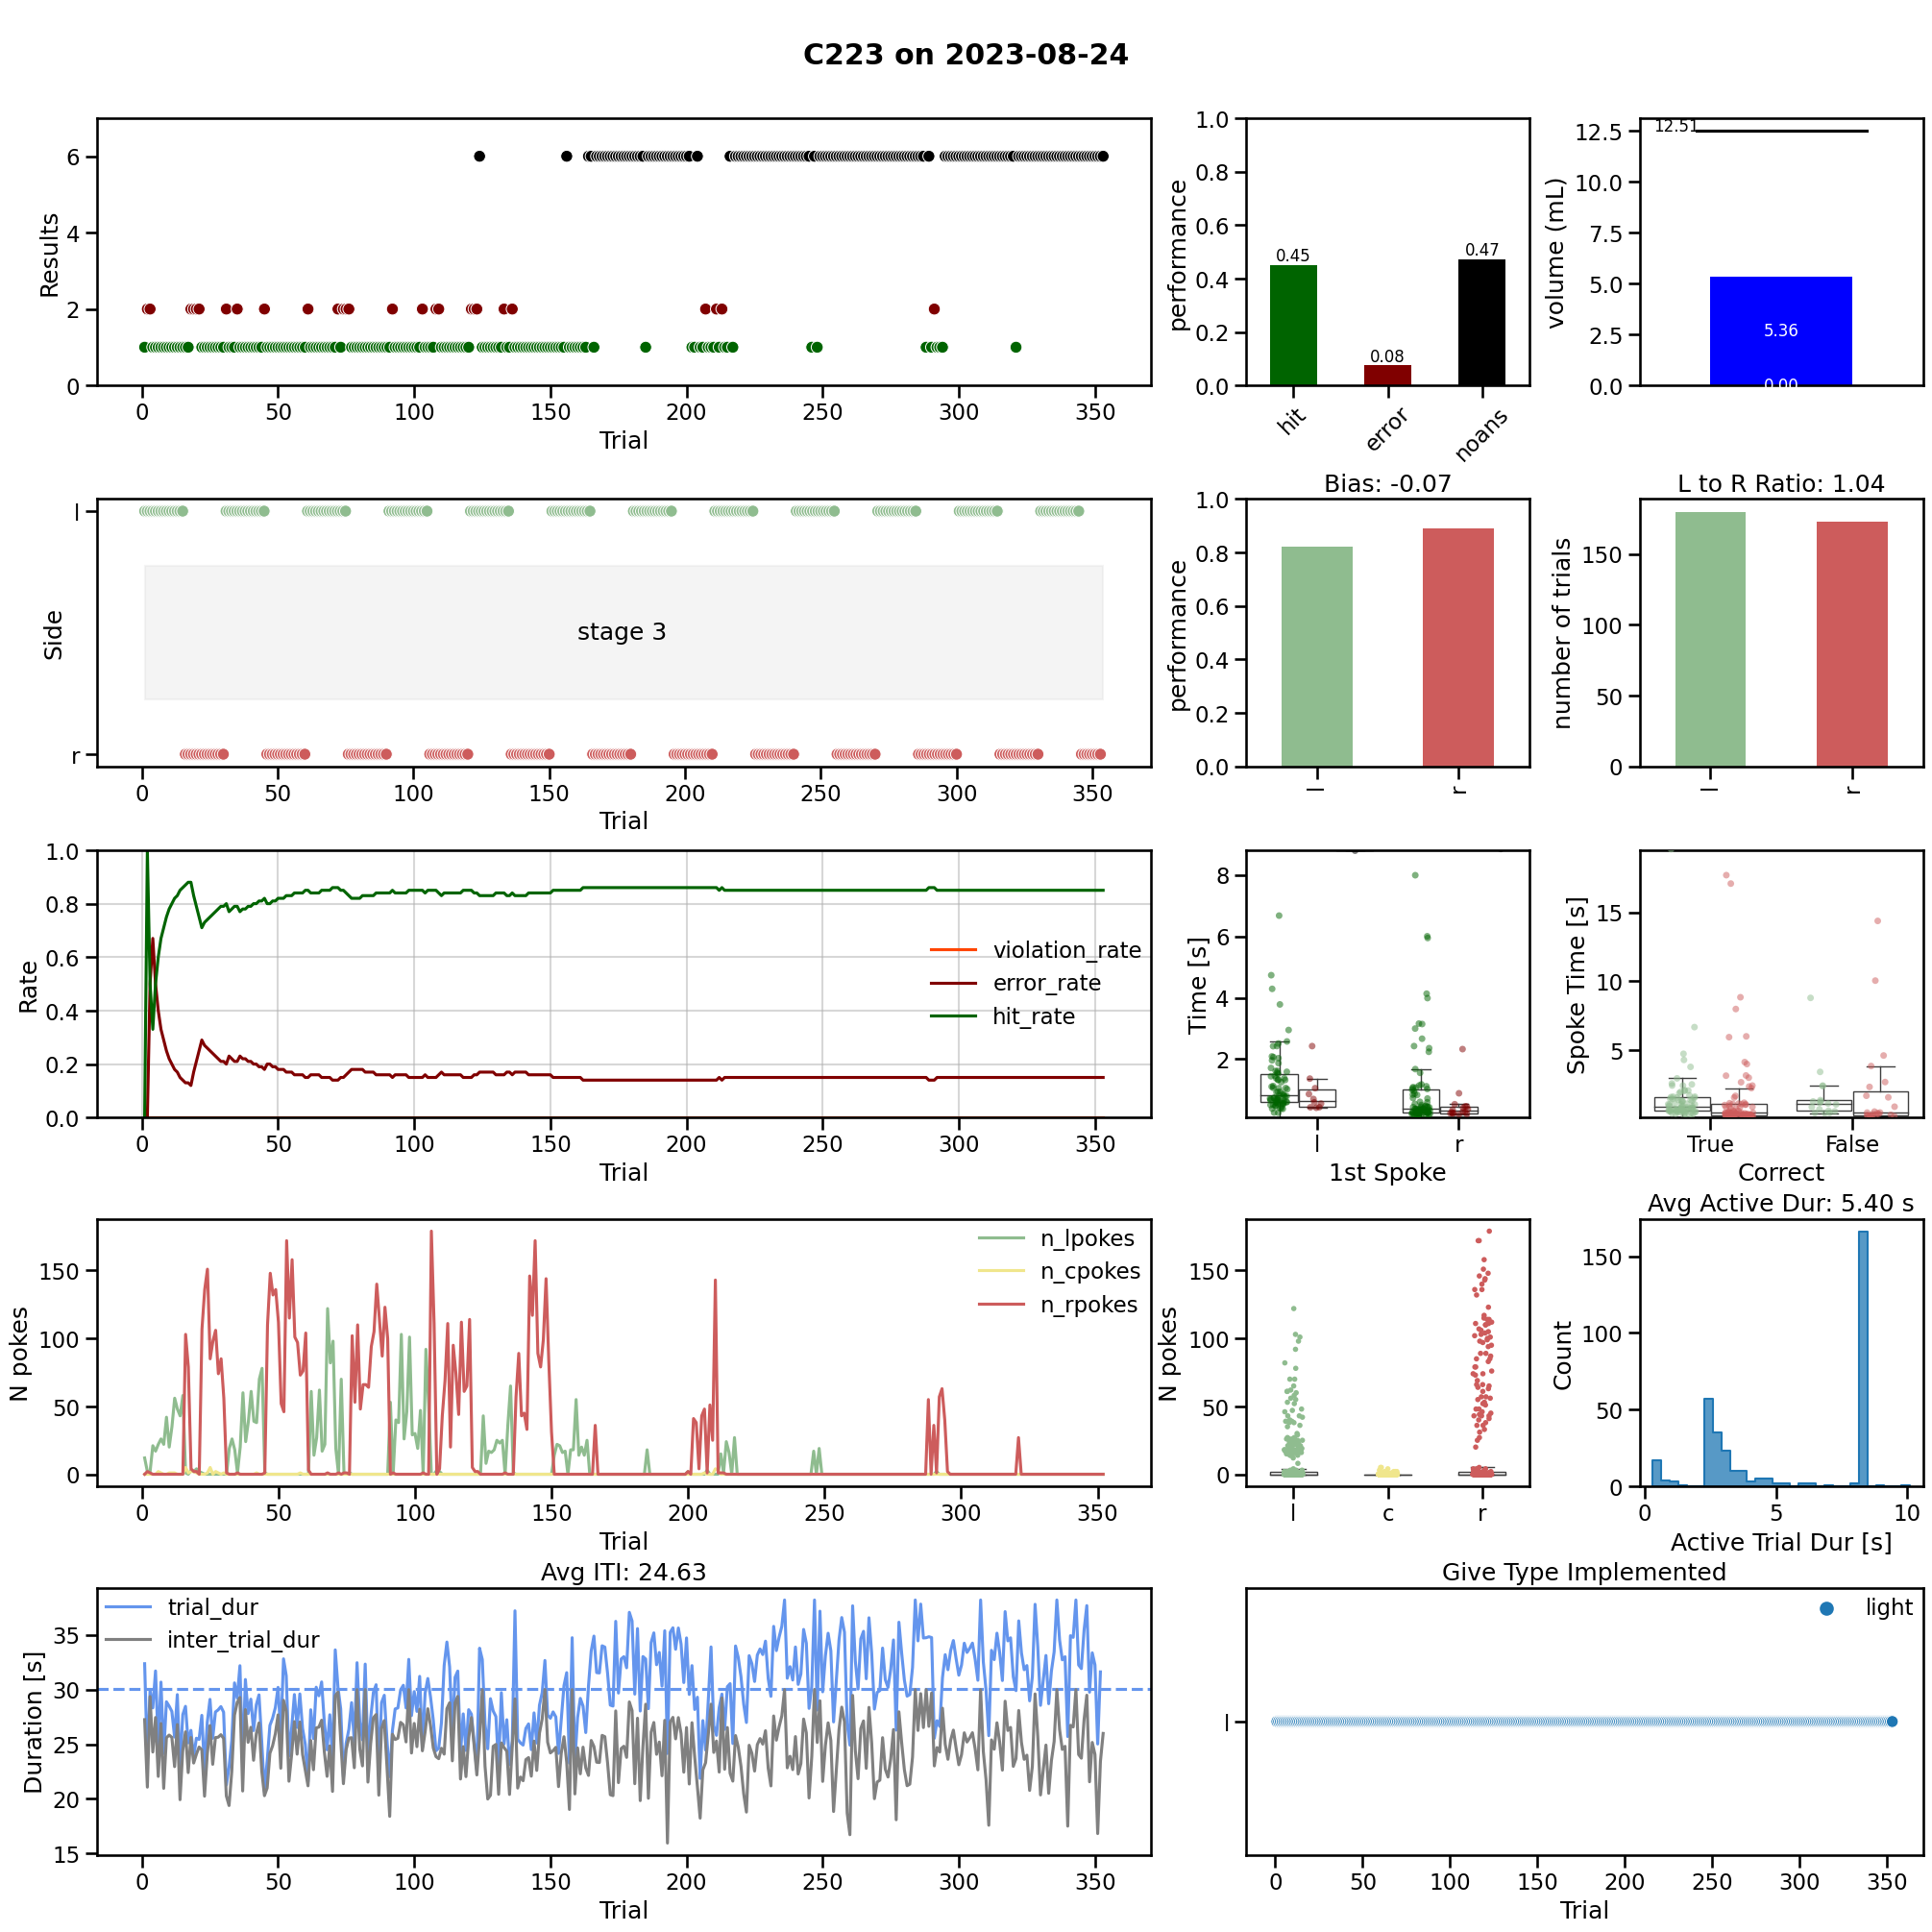 C223 on 2023-08-24
Results
6
4
2
0
0 50 100 150 200 250 300 350
Trial
performance
1.0
0.8
0.6
0.4
0.2
0.0
0.45
0.08
0.47
hit error noans
volume (mL)
12.5
10.0
7.5
5.0
2.5
0.0
12.51
5.36
0.00
Side
l
r
stage 3
0 50 100 150 200 250 300 350
Trial
Bias: -0.07
performance
1.0
0.8
0.6
0.4
0.2
0.0
l r
L to R Ratio: 1.04
number of trials
150
100
50
0
l r
Rate
1.0
0.8
0.6
0.4
0.2
0.0
violation_rate
error_rate
hit_rate
0 50 100 150 200 250 300 350
Trial
Time [s]
8
6
4
2
l r
1st Spoke
Spoke Time [s]
15
10
5
True False
Correct
N pokes
150
100
50
0
n_lpokes
n_cpokes
n_rpokes
0 50 100 150 200 250 300 350
Trial
N pokes
150
100
50
0
l c r
Avg Active Dur: 5.40 s
Count
150
100
50
0
0 5 10
Active Trial Dur [s]
Avg ITI: 24.63
Duration [s]
35
30
25
20
15
trial_dur
inter_trial_dur
0 50 100 150 200 250 300 350
Trial
Give Type Implemented
light
l
0 50 100 150 200 250 300 350
Trial